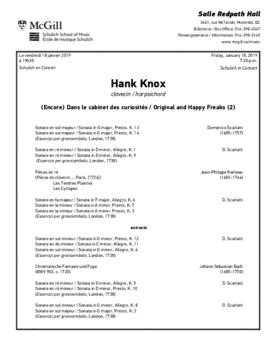 McGill
Schulich School of Music
École de musique Schulich
Salle Redpath Hall
3461, rue McTavish, Montréal, QC
Billetterie / Box Office: 514-398-4547
Renseignements / Information: 514-398-5145
www.mcgill.ca/music
Le vendredi 18 janvier 2019
à 19h30
Schulich en Concert
Friday, January 18, 2019
7:30 p.m.
Schulich in Concert
Hank Knox
clavecin / harpsichord
(Encore) Dans le cabinet des curiosités / Original and Happy Freaks (2)
Sonate en sol majeur / Sonata in G major, Presto, K. 13
Sonate en sol majeur / Sonata in G major, Presto, K. 14
(Essercizi per gravicembalo, London, 1738)
Domenico Scarlatti
(1685-1757)
Sonate en ré mineur / Sonata in D minor, Allegro, K. 1
Sonate en ré mineur / Sonata in D minor, Allegro, K. 9
(Essercizi per gravicembalo, London, 1738)
D. Scarlatti
Pièces en ré
(Pièces de clavecin ... Paris, [1724])
Les Tendres Plaintes
Les Cyclopes
Jean-Philippe Rameau
(1683-1764)
Sonate en fa majeur / Sonata in F major, Allegro, K. 6
Sonate en la mineur / Sonata in A minor, Presto, K. 7
Sonate en la mineur / Sonata in A minor, Presto, K. 3
(Essercizi per gravicembalo, London, 1738)
D. Scarlatti
entracte
Sonate en sol mineur / Sonata in G minor, Presto, K. 12
Sonate en do mineur / Sonata in C minor, Allegro, K. 11
Sonate en sol mineur / Sonata in G minor, Allegro, K. 4
(Essercizi per gravicembalo, London, 1738)
D. Scarlatti
Chromatische Fantasie und Fuge
(BWV 903, c. 1720)
Johann Sebastian Bach
(1685-1750)
Sonate en ré mineur / Sonata in D minor, Allegro, K. 5
Sonate en ré mineur / Sonata in D minor, Presto, K. 10
(Essercizi per gravicembalo, London, 1738)
D. Scarlatti
Sonate en sol mineur / Sonata in G minor, Allegro, K. 8
Sonate en sol majeur / Sonata in G major, Presto, K. 2
(Essercizi per gravicembalo, London, 1738)
D. Scarlatti